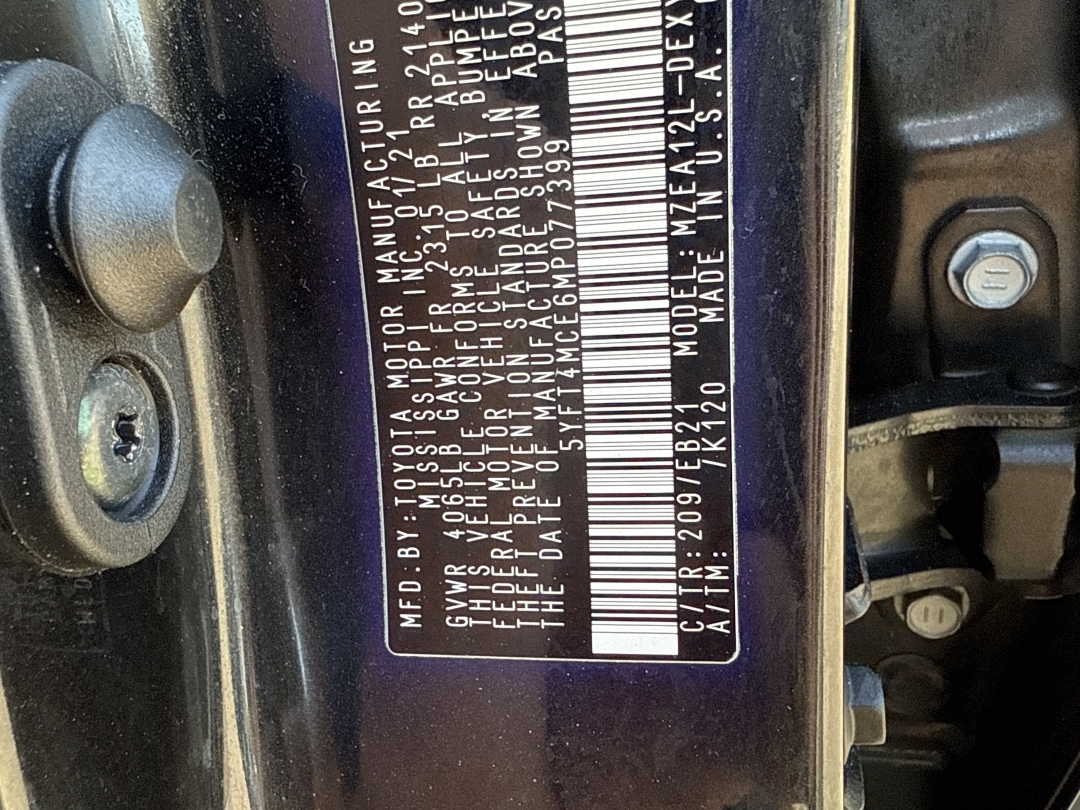 MFD.BY:TOYOTA MOTOR MANUFACTURING
MISSISSIPPI INC. 01/21
GVWR 4065LB GAWR FR 2315 LB RR 2140
THIS VEHICLE CONFORMS TO ALL
FEDERAL MOTOR VEHICLE SAFETY, BUMPE
THEFT PREVENTION STANDARDS IN EFFE
THE DATE OF MANUFACTURE SHOWN ABOV
PAS
5YFT4MCE6MP077399
C/TR:209/EB21 MODEL:MZEA12L-DEXY
A/TM: /K120 MADE IN U.S.A.